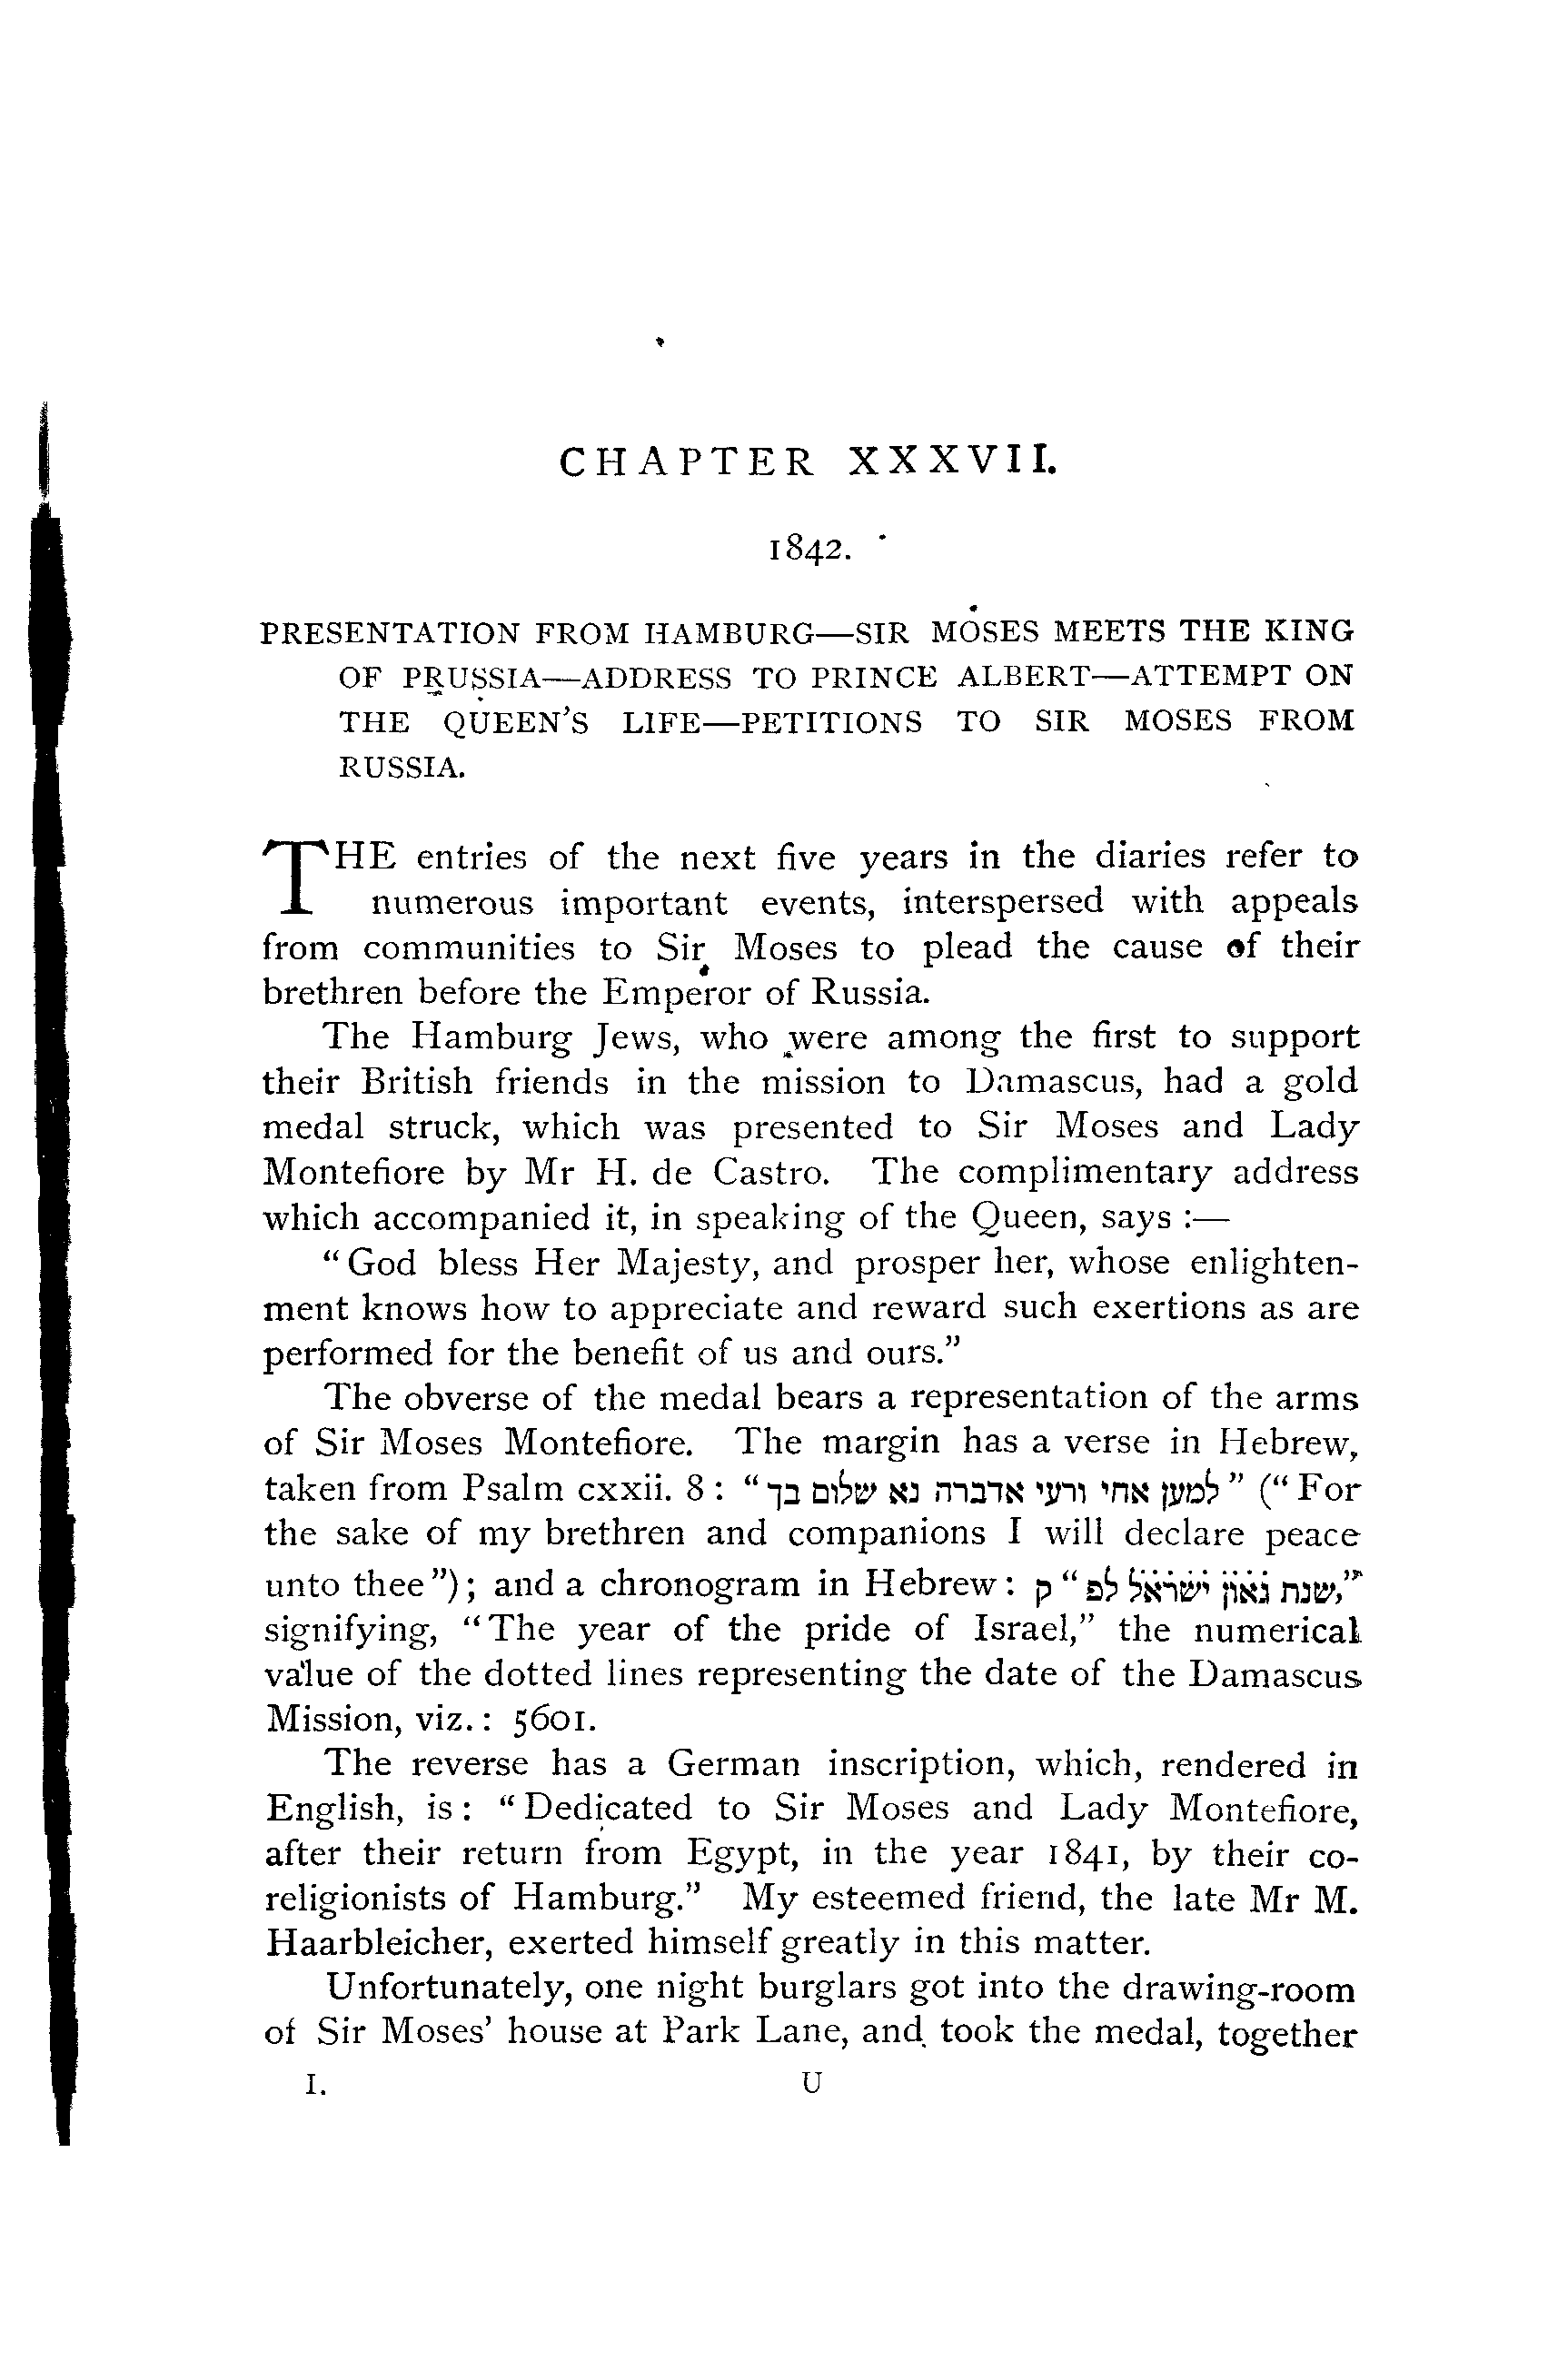 CHAPTER XXXVII.
1842.
PRESENTATION FROM HAMBURG—SIR MOSES MEETS THE KING
OF PRUSSIA—ADDRESS TO PRINCE ALBERT—ATTEMPT ON
THE QUEEN'S LIFE—PETITIONS TO SIR MOSES FROM
RUSSIA.
THE entries of the next five years in the diaries refer to
numerous important events, interspersed with appeals
from communities to Sir Moses to plead the cause of their
brethren before the Emperor of Russia.
The Hamburg Jews, who were among the first to support
their British friends in the mission to Damascus, had a gold
medal struck, which was presented to Sir Moses and Lady
Montefiore by Mr H. de Castro. The complimentary address
which accompanied it, in speaking of the Queen, says :—
"God bless Her Majesty, and prosper her, whose enlighten-
ment knows how to appreciate and reward such exertions as are
performed for the benefit of us and ours."
The obverse of the medal bears a representation of the arms
of Sir Moses Montefiore. The margin has a verse in Hebrew,
taken from Psalm cxxii. 8 : "למען אחי ורעי אדברה נא שלום בך" ("For
the sake of my brethren and companions I will declare peace
unto thee"); and a chronogram in Hebrew: "שנת גׄאׄוׄןׄ יׄשׄרׄאׄלׄ לפ"ק,"
signifying, "The year of the pride of Israel," the numerical
value of the dotted lines representing the date of the Damascus
Mission, viz.: 5601.
The reverse has a German inscription, which, rendered in
English, is: "Dedicated to Sir Moses and Lady Montefiore,
after their return from Egypt, in the year 1841, by their co-
religionists of Hamburg." My esteemed friend, the late Mr M.
Haarbleicher, exerted himself greatly in this matter.
Unfortunately, one night burglars got into the drawing-room
of Sir Moses' house at Park Lane, and took the medal, together
I. U